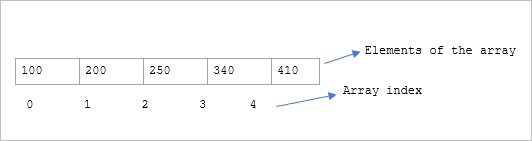 Elements of the array
100 200 250 340 410
Array index
0 1 2 3 4